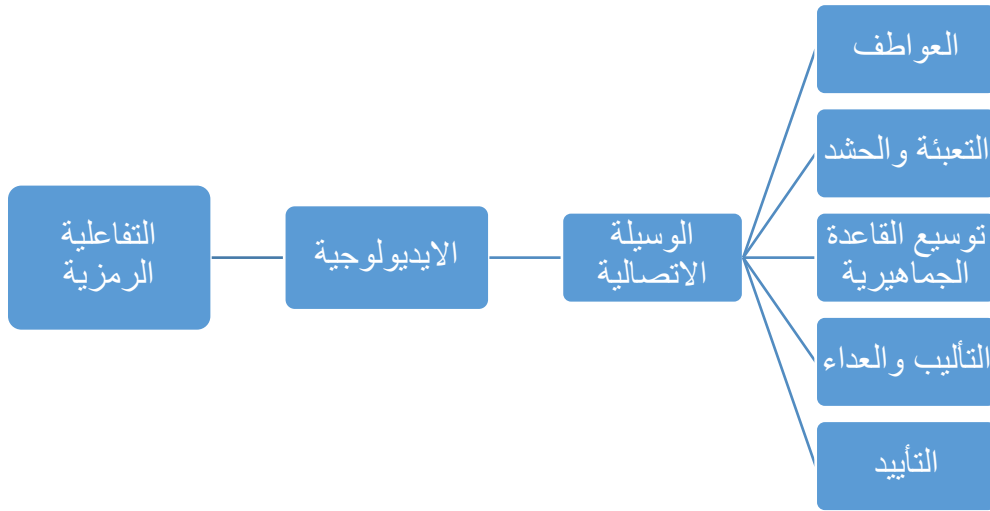 العواطف
التعبئة والحشد
توسيع القاعدة
الجماهيرية
التأليب والعداء
التأييد
الوسيلة
الاتصالية
الايديولوجية
التفاعلية
الرمزية